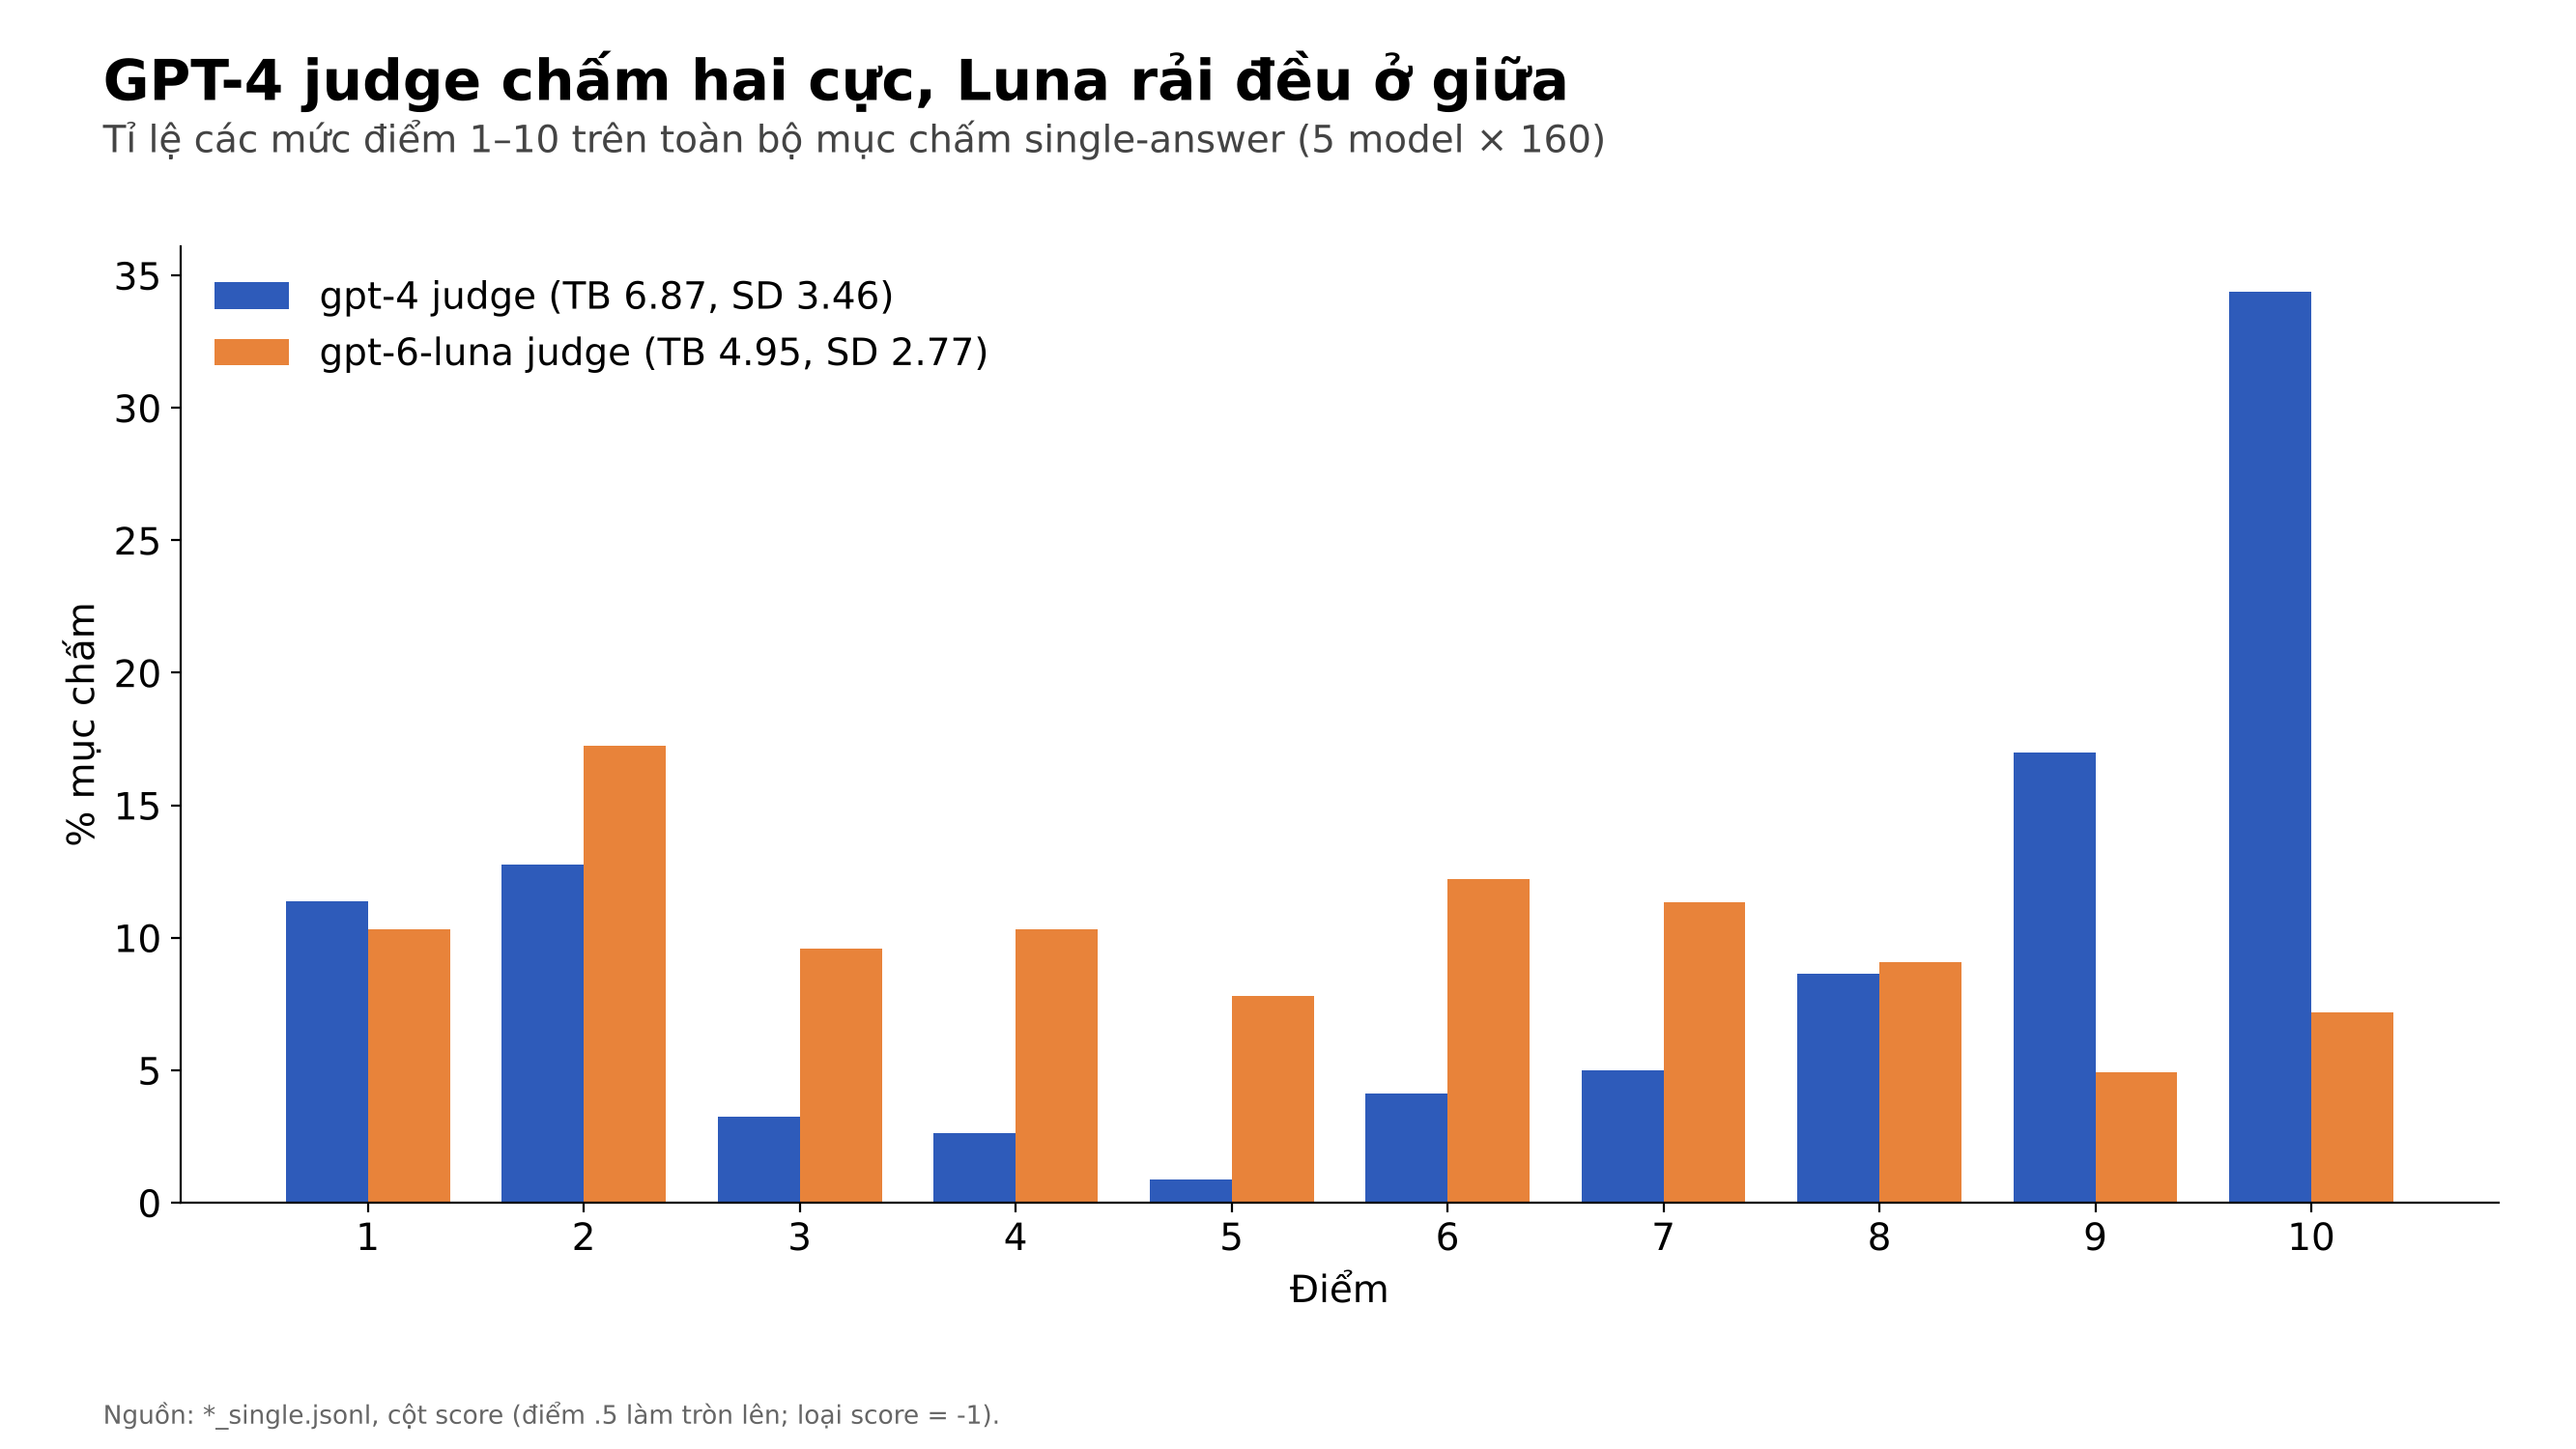 GPT-4 judge chấm hai cực, Luna rải đều ở giữa
Tỉ lệ các mức điểm 1–10 trên toàn bộ mục chấm single-answer (5 model × 160)
gpt-4 judge (TB 6.87, SD 3.46)
gpt-6-luna judge (TB 4.95, SD 2.77)
% mục chấm
35
30
25
20
15
10
5
0
1 2 3 4 5 6 7 8 9 10
Điểm
Nguồn: *_single.jsonl, cột score (điểm .5 làm tròn lên; loại score = -1).